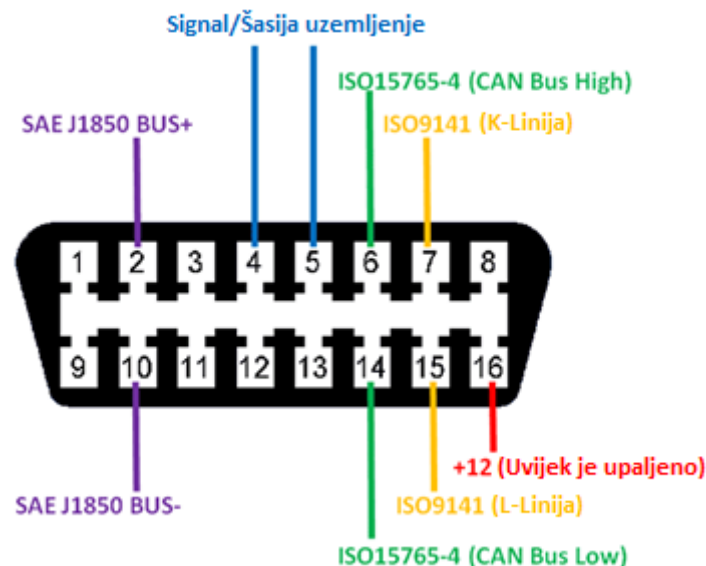 Signal/Šasija uzemljenje
ISO15765-4 (CAN Bus High)
SAE J1850 BUS+
ISO9141 (K-Linija)
1 2 3 4 5 6 7 8
9 10 11 12 13 14 15 16
+12 (Uvijek je upaljeno)
SAE J1850 BUS-
ISO9141 (L-Linija)
ISO15765-4 (CAN Bus Low)